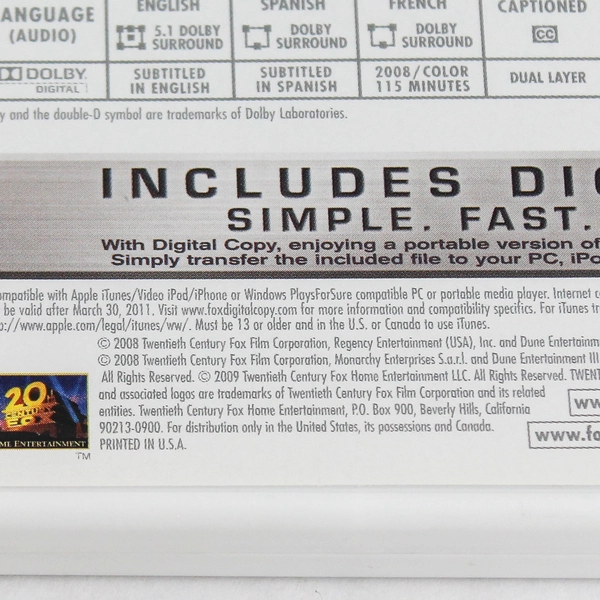 ANGUAGE
(AUDIO)
ENGLISH
5.1 DOLBY
SURROUND
SPANISH
DOLBY
SURROUND
FRENCH
DOLBY
SURROUND
CAPTIONED
CC
DOLBY
DIGITAL
SUBTITLED
IN ENGLISH
SUBTITLED
IN SPANISH
2008/COLOR
115 MINUTES
DUAL LAYER
y and the double-D symbol are trademarks of Dolby Laboratories.
INCLUDES DIG
SIMPLE. FAST.
With Digital Copy, enjoying a portable version of
Simply transfer the included file to your PC, iPo
ompatible with Apple iTunes/Video iPod/iPhone or Windows PlaysForSure compatible PC or portable media player. Internet c
be valid after March 30, 2011. Visit www.foxdigitalcopy.com for more information and compatibility specifics. For iTunes tr
p://www.apple.com/legal/itunes/ww/. Must be 13 or older and in the U.S. or Canada to use iTunes.
© 2008 Twentieth Century Fox Film Corporation, Regency Entertainment (USA), Inc. and Dune Entertainm
© 2008 Twentieth Century Fox Film Corporation, Monarchy Enterprises S.a.r.l. and Dune Entertainment III
All Rights Reserved. © 2009 Twentieth Century Fox Home Entertainment LLC. All Rights Reserved. TWENT
and associated logos are trademarks of Twentieth Century Fox Film Corporation and its related
entities. Twentieth Century Fox Home Entertainment, P.O. Box 900, Beverly Hills, California
90213-0900. For distribution only in the United States, its possessions and Canada.
PRINTED IN U.S.A.
20
CENTURY
FOX
OME ENTERTAINMENT
TM
ww
www.fo